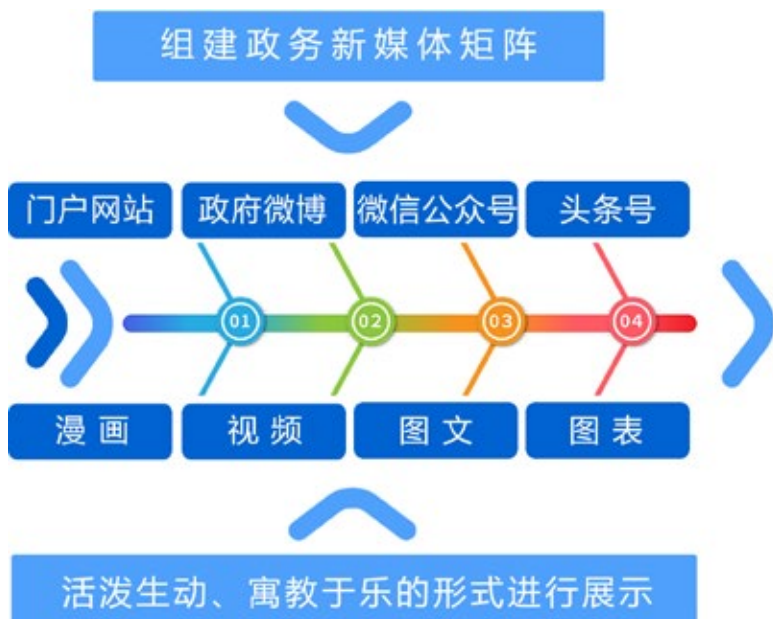 组建政务新媒体矩阵
门户网站 政府微博 微信公众号 头条号
01 02 03 04
漫画 视频 图文 图表
活泼生动、寓教于乐的形式进行展示